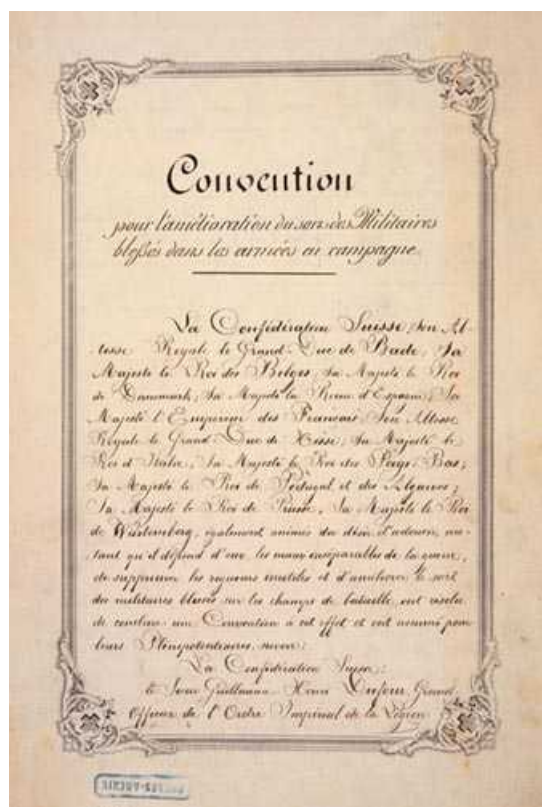 Convention
pour l'amélioration du sort des Militaires
bleßés dans les armées en campagne.
La Confédération Suisse, Son Al-
tesse Royale le Grand-Duc de Bade, Sa
Majesté le Roi des Belges, Sa Majesté le Roi
de Danemark, Sa Majesté la Reine d'Espagne, Sa
Majesté l'Empereur des Français, Son Altesse
Royale le Grand-Duc de Hesse, Sa Majesté le
Roi d'Italie, Sa Majesté le Roi des Pays-Bas,
Sa Majesté le Roi de Portugal et des Algarves,
Sa Majesté le Roi de Prusse, Sa Majesté le Roi
de Würtemberg, également animés du désir d'adoucir, au-
tant qu'il dépend d'eux, les maux inséparables de la guerre,
de supprimer les rigueurs inutiles et d'améliorer le sort
des militaires blessés sur les champs de bataille, ont résolu
de conclure une Convention à cet effet et ont nommé pour
leurs Plénipotentiaires, savoir:
La Confédération Suisse:
le Sieur Guillaume-Henri Dufour, Grand
Officier de l'Ordre Impérial de la Légion